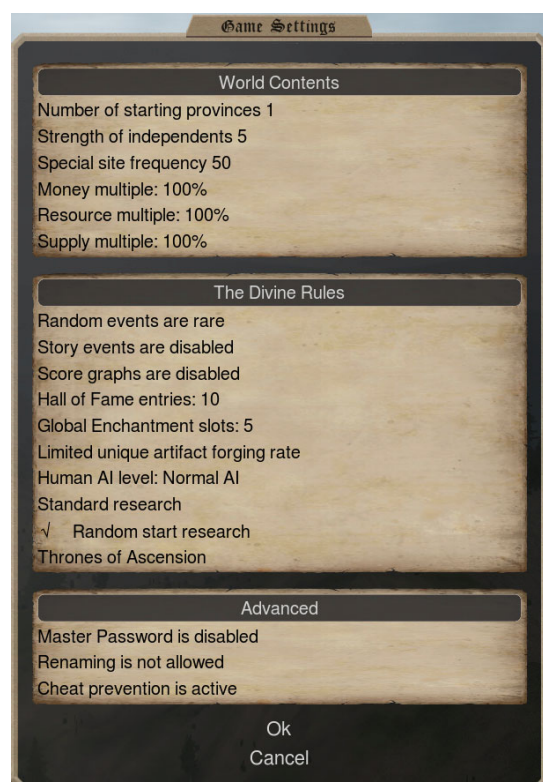 Game Settings
World Contents
Number of starting provinces 1
Strength of independents 5
Special site frequency 50
Money multiple: 100%
Resource multiple: 100%
Supply multiple: 100%
The Divine Rules
Random events are rare
Story events are disabled
Score graphs are disabled
Hall of Fame entries: 10
Global Enchantment slots: 5
Limited unique artifact forging rate
Human AI level: Normal AI
Standard research
√ Random start research
Thrones of Ascension
Advanced
Master Password is disabled
Renaming is not allowed
Cheat prevention is active
Ok
Cancel